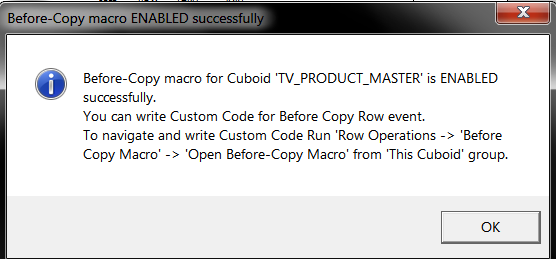 Before-Copy macro ENABLED successfully
Before-Copy macro for Cuboid 'TV_PRODUCT_MASTER' is ENABLED
successfully.
You can write Custom Code for Before Copy Row event.
To navigate and write Custom Code Run 'Row Operations -> 'Before
Copy Macro' -> 'Open Before-Copy Macro' from 'This Cuboid' group.
OK